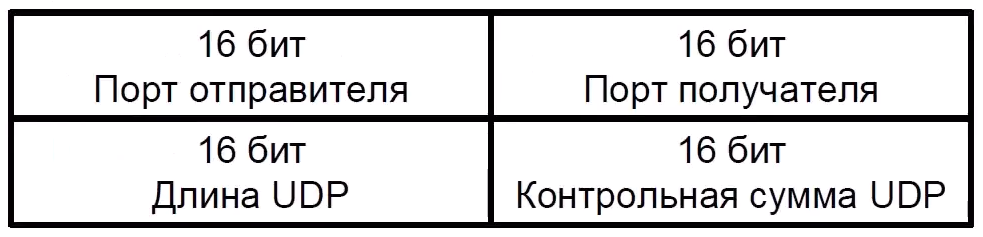 16 бит
Порт отправителя
16 бит
Порт получателя
16 бит
Длина UDP
16 бит
Контрольная сумма UDP